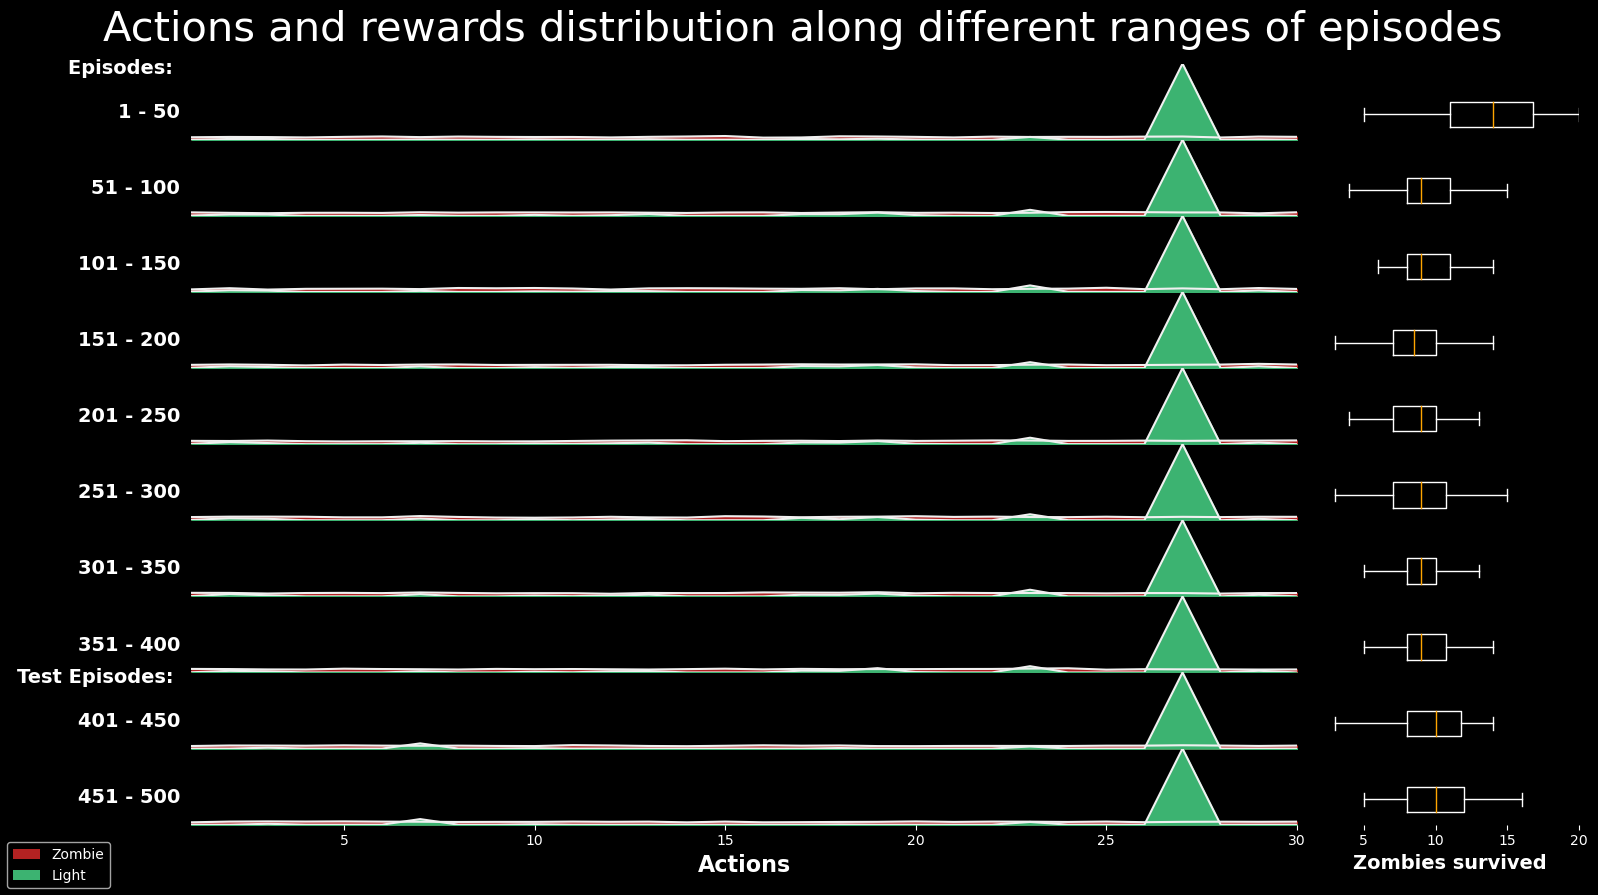 Actions and rewards distribution along different ranges of episodes
Episodes:
1 - 50
51 - 100
101 - 150
151 - 200
201 - 250
251 - 300
301 - 350
351 - 400
Test Episodes:
401 - 450
451 - 500
5 10 15 20 25 30
5 10 15 20
Actions
Zombies survived
Zombie
Light